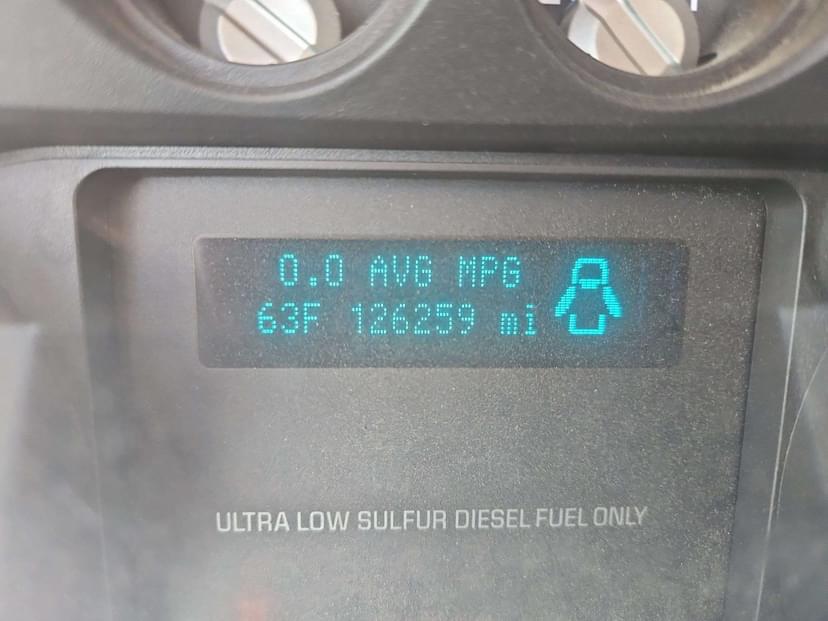 0.0 AVG MPG
63F 126259 mi
ULTRA LOW SULFUR DIESEL FUEL ONLY